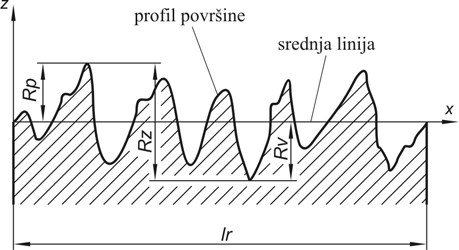 z
profil površine
srednja linija
x
Rp
Rz
Rv
lr